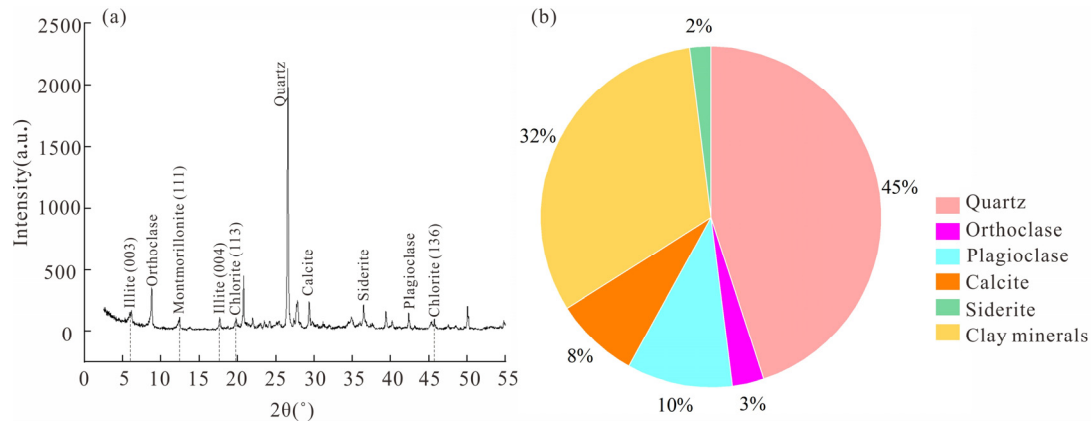 (a)
2500
2000
1500
1000
500
0
Intensity(a.u.)
Illite (003)
Orthoclase
Montmorillonite (111)
Illite (004)
Chlorite (113)
Quartz
Calcite
Siderite
Plagioclase
Chlorite (136)
0 5 10 15 20 25 30 35 40 45 50 55
2θ(°)
(b)
2%
32%
45%
8%
10%
3%
Quartz
Orthoclase
Plagioclase
Calcite
Siderite
Clay minerals